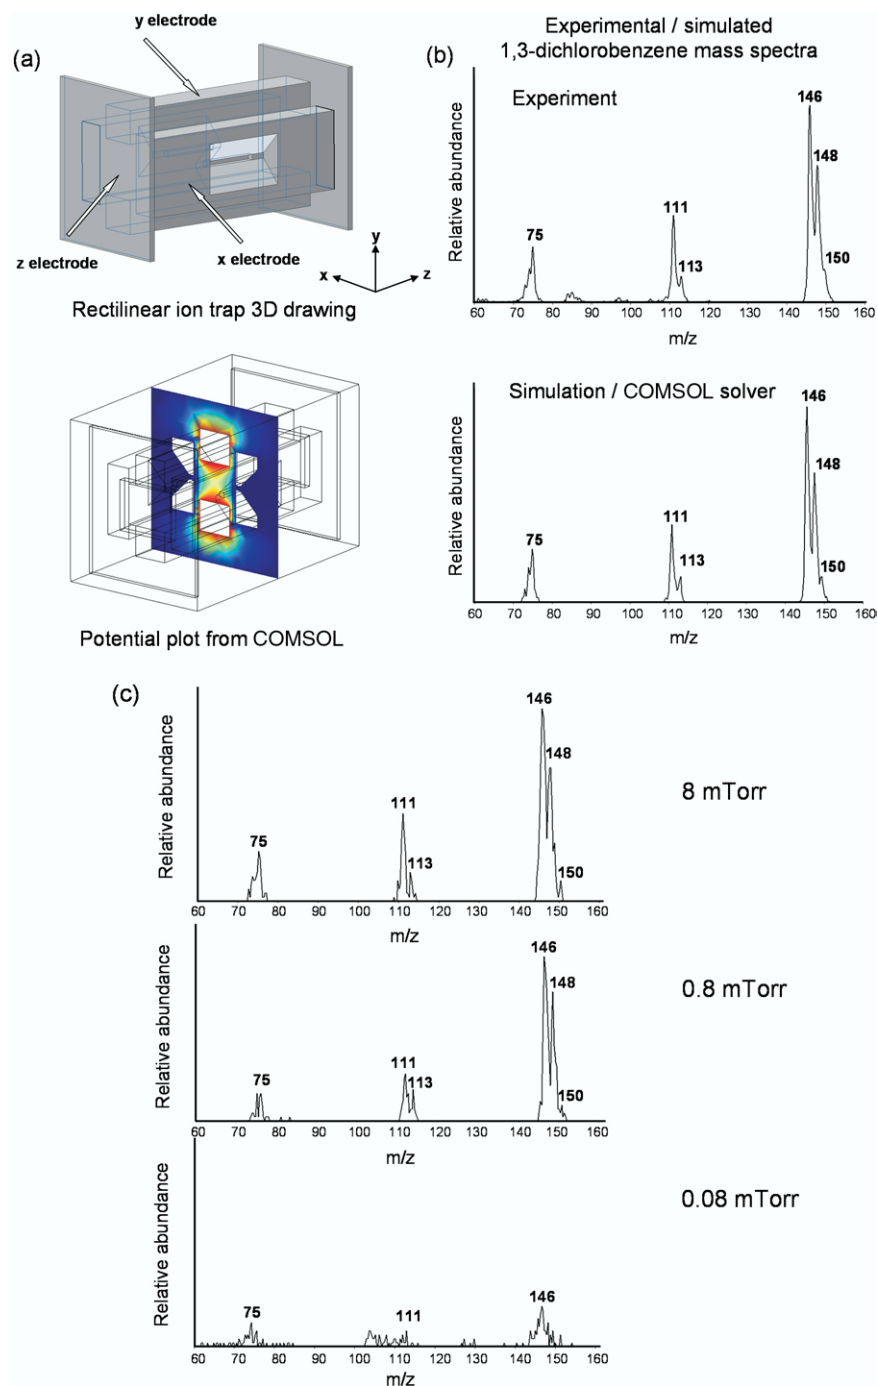 (a)
y electrode
z electrode
x electrode
y
x
z
Rectilinear ion trap 3D drawing
Potential plot from COMSOL
(b)
Experimental / simulated
1,3-dichlorobenzene mass spectra
Experiment
Relative abundance
75
111
113
146
148
150
60 70 80 90 100 110 120 130 140 150 160
m/z
Simulation / COMSOL solver
Relative abundance
75
111
113
146
148
150
60 70 80 90 100 110 120 130 140 150 160
m/z
(c)
Relative abundance
75
111
113
146
148
150
8 mTorr
60 70 80 90 100 110 120 130 140 150 160
m/z
Relative abundance
75
111
113
146
148
150
0.8 mTorr
60 70 80 90 100 110 120 130 140 150 160
m/z
Relative abundance
75
111
146
0.08 mTorr
60 70 80 90 100 110 120 130 140 150 160
m/z